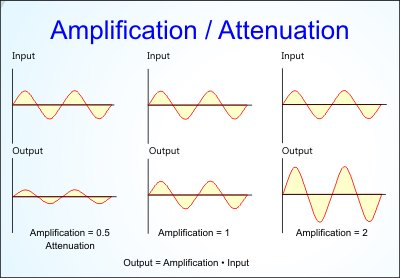 Amplification / Attenuation
Input
Input
Input
Output
Output
Output
Amplification = 0.5
Attenuation
Amplification = 1
Amplification = 2
Output = Amplification • Input